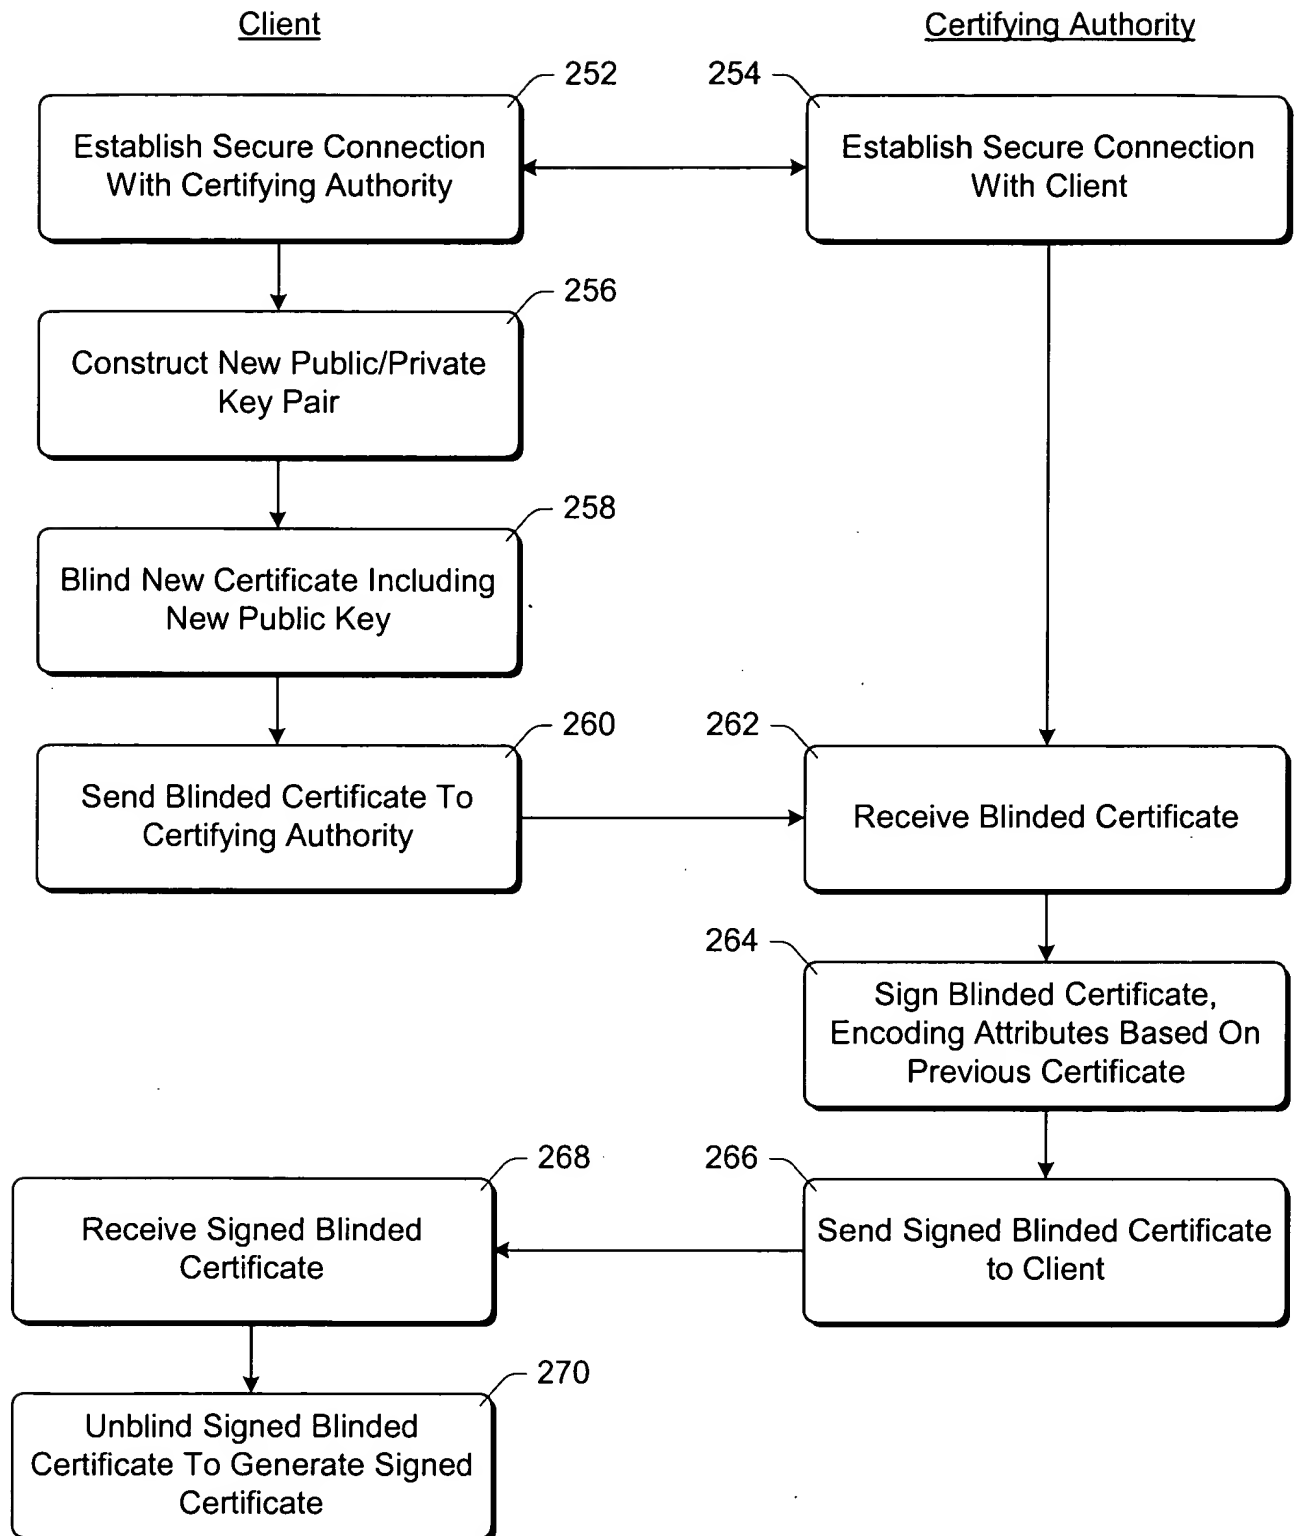 Client
Certifying Authority
252
254
Establish Secure Connection
With Certifying Authority
Establish Secure Connection
With Client
256
Construct New Public/Private
Key Pair
258
Blind New Certificate Including
New Public Key
260
262
Send Blinded Certificate To
Certifying Authority
Receive Blinded Certificate
264
Sign Blinded Certificate,
Encoding Attributes Based On
Previous Certificate
268
266
Receive Signed Blinded
Certificate
Send Signed Blinded Certificate
to Client
270
Unblind Signed Blinded
Certificate To Generate Signed
Certificate